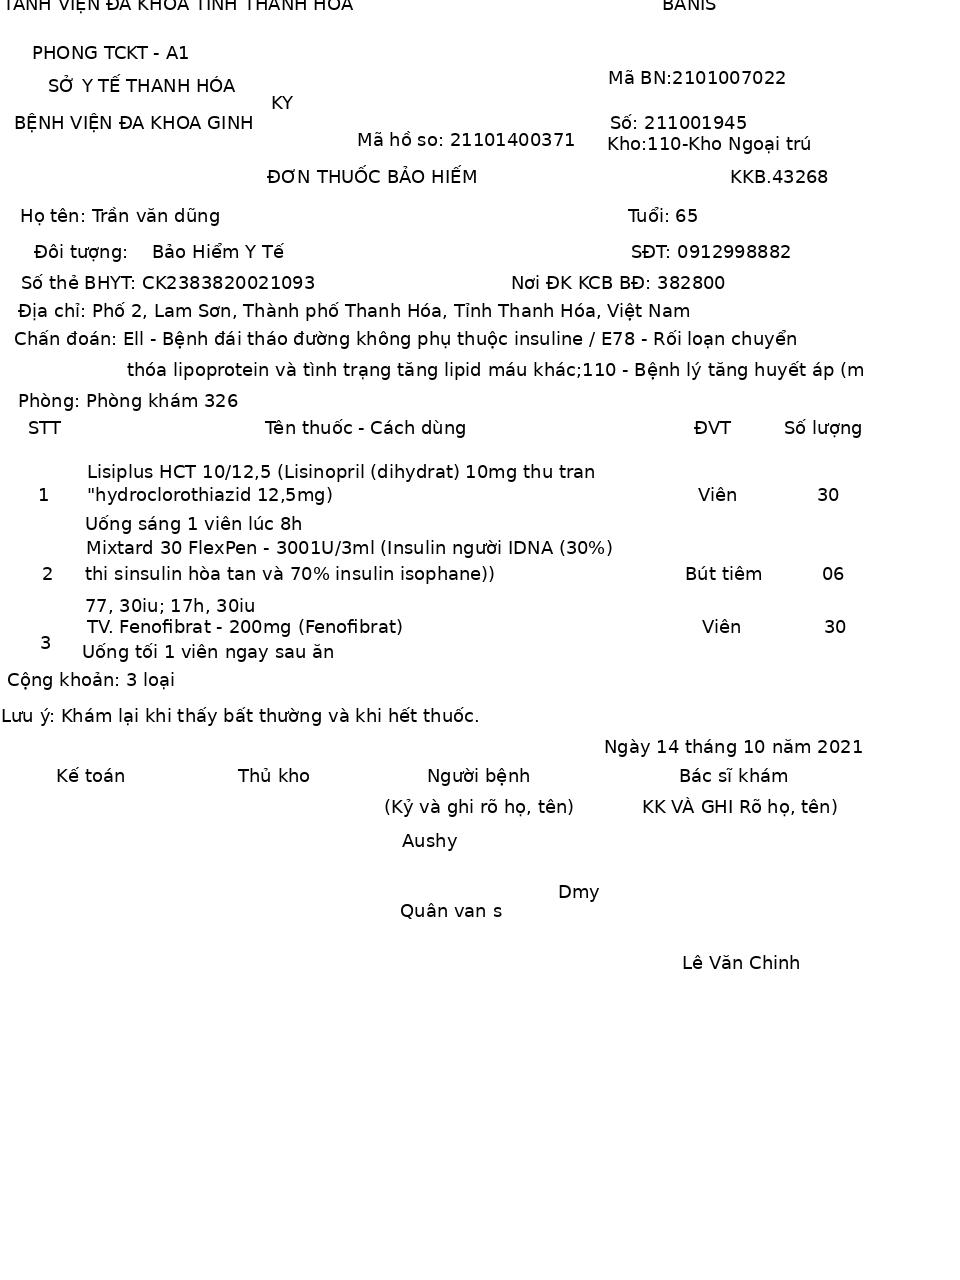 TANH VIỆN ĐA KHOA TỈNH THANH HÓA BANIS
PHONG TCKT - A1
SỞ Y TẾ THANH HÓA Mã BN:2101007022
KY
BỆNH VIỆN ĐA KHOA GINH Số: 211001945
Mã hồ so: 21101400371 Kho:110-Kho Ngoại trú
ĐƠN THUỐC BẢO HIẾM KKB.43268
Họ tên: Trần văn dũng Tuổi: 65
Đôi tượng: Bảo Hiểm Y Tế SĐT: 0912998882
Số thẻ BHYT: CK2383820021093 Nơi ĐK KCB BĐ: 382800
Địa chỉ: Phố 2, Lam Sơn, Thành phố Thanh Hóa, Tỉnh Thanh Hóa, Việt Nam
Chấn đoán: Ell - Bệnh đái tháo đường không phụ thuộc insuline / E78 - Rối loạn chuyển
thóa lipoprotein và tình trạng tăng lipid máu khác;110 - Bệnh lý tăng huyết áp (m
Phòng: Phòng khám 326
STT Tên thuốc - Cách dùng ĐVT Số lượng
Lisiplus HCT 10/12,5 (Lisinopril (dihydrat) 10mg thu tran
1 "hydroclorothiazid 12,5mg) Viên 30
Uống sáng 1 viên lúc 8h
Mixtard 30 FlexPen - 3001U/3ml (Insulin người IDNA (30%)
2 thi sinsulin hòa tan và 70% insulin isophane)) Bút tiêm 06
77, 30iu; 17h, 30iu
TV. Fenofibrat - 200mg (Fenofibrat) Viên 30
3 Uống tối 1 viên ngay sau ăn
Cộng khoản: 3 loại
Lưu ý: Khám lại khi thấy bất thường và khi hết thuốc.
Ngày 14 tháng 10 năm 2021
Kế toán Thủ kho Người bệnh Bác sĩ khám
(Kỷ và ghi rõ họ, tên) KK VÀ GHI Rõ họ, tên)
Aushy
Dmy
Quân van s
Lê Văn Chinh